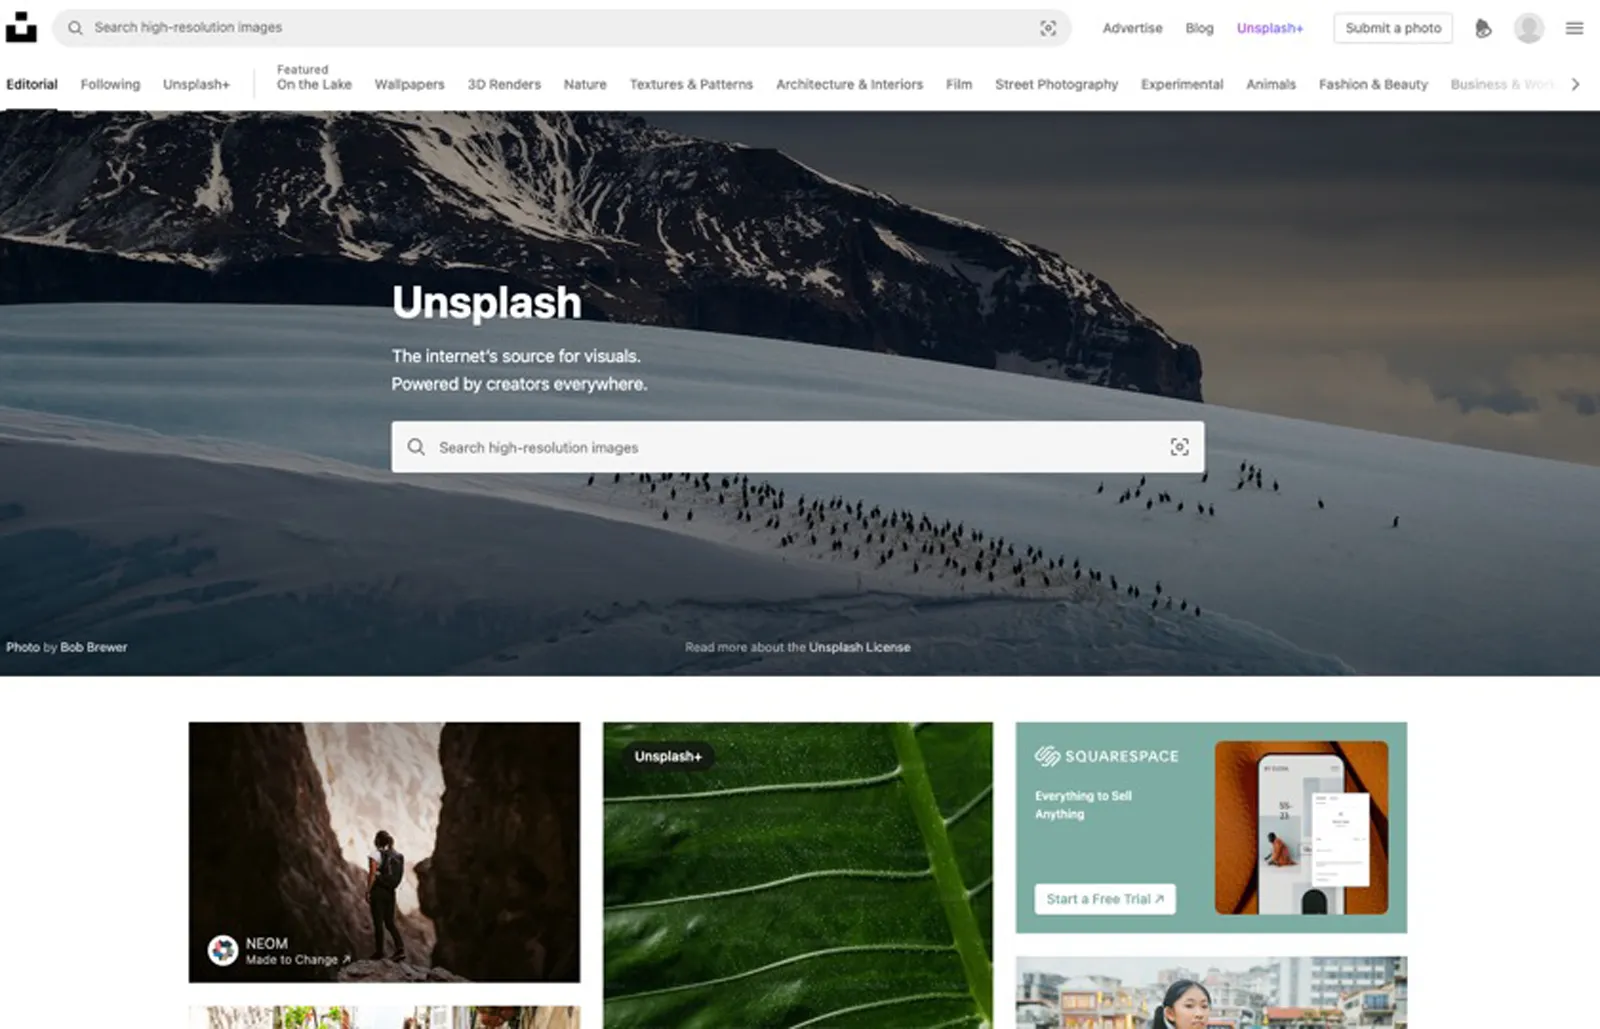 Search high-resolution images
Advertise
Blog
Unsplash+
Submit a photo
Editorial
Following
Unsplash+
Featured
On the Lake
Wallpapers
3D Renders
Nature
Textures & Patterns
Architecture & Interiors
Film
Street Photography
Experimental
Animals
Fashion & Beauty
Business & Work
Unsplash
The internet's source for visuals.
Powered by creators everywhere.
Search high-resolution images
Photo by Bob Brewer
Read more about the Unsplash License
NEOM
Made to Change ↗
Unsplash+
SQUARESPACE
Everything to Sell
Anything
Start a Free Trial ↗